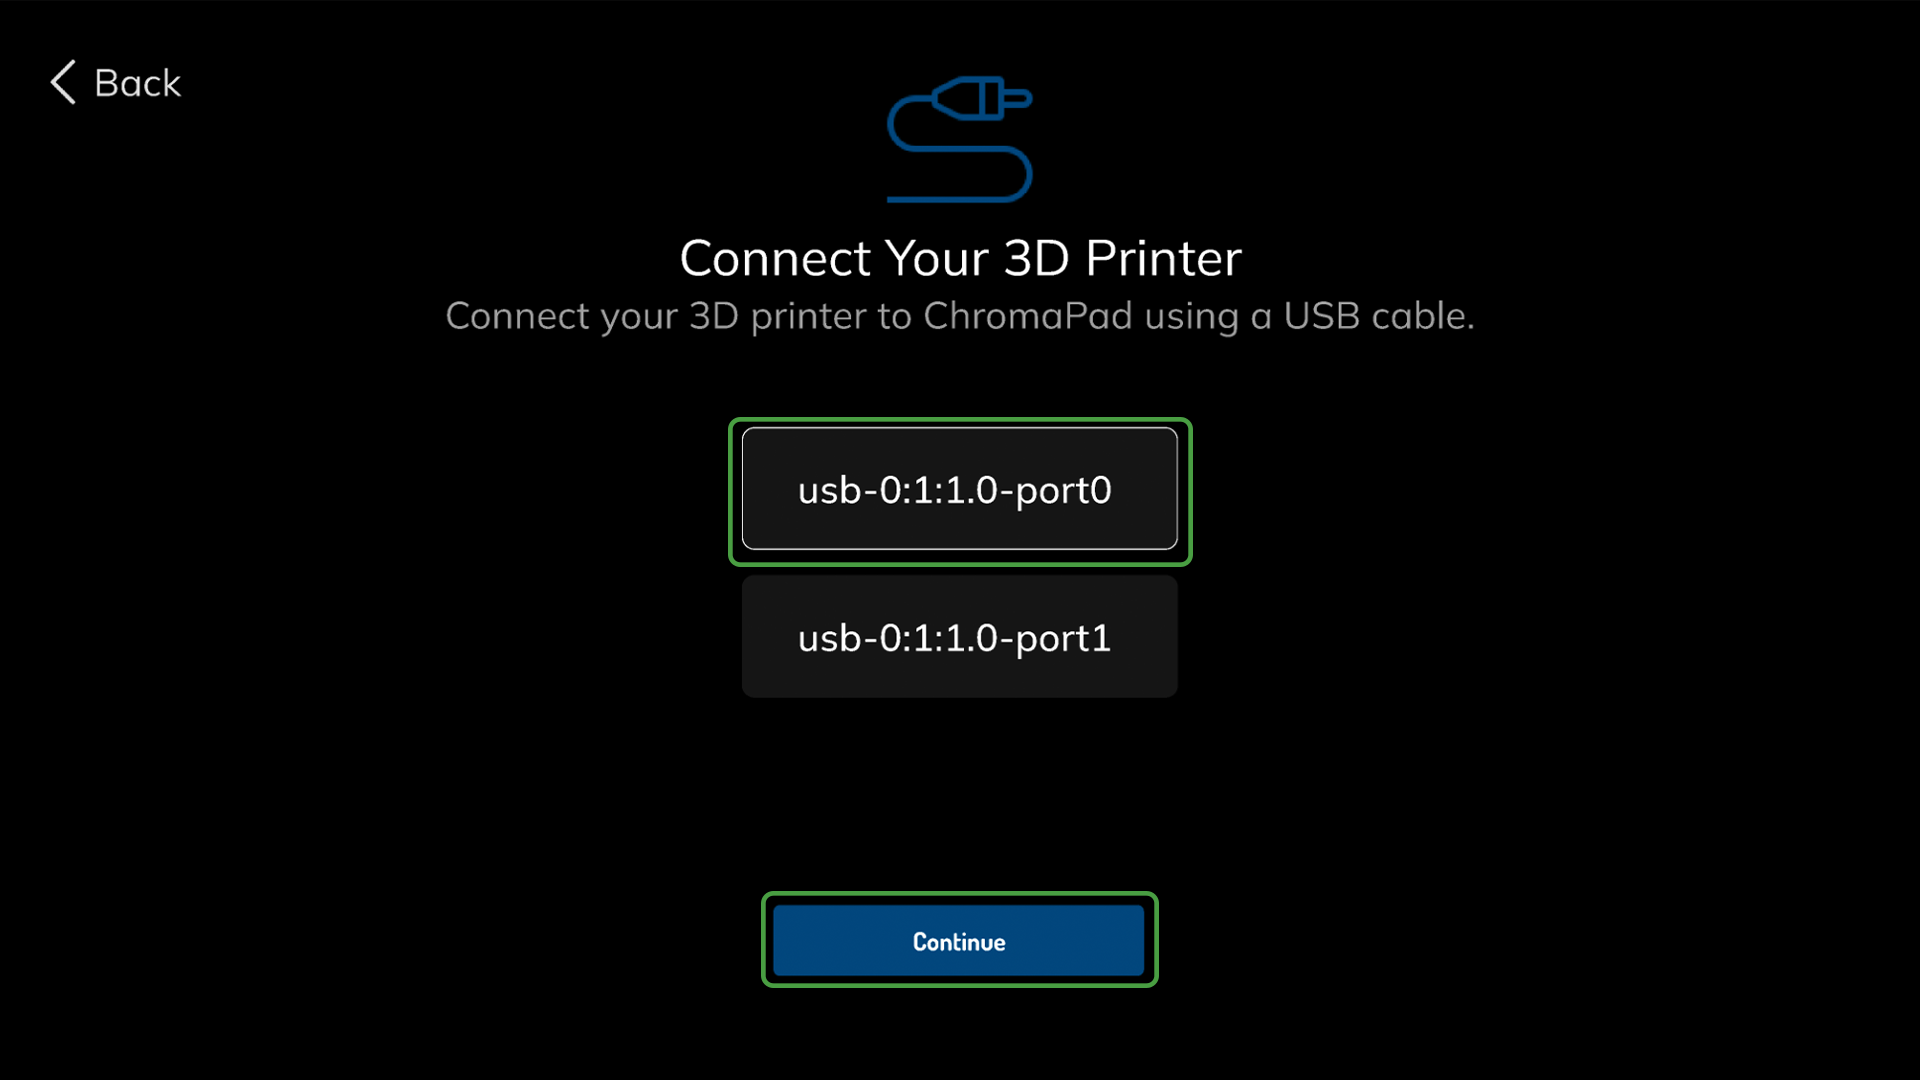 Back
Connect Your 3D Printer
Connect your 3D printer to ChromaPad using a USB cable.
usb-0:1:1.0-port0
usb-0:1:1.0-port1
Continue